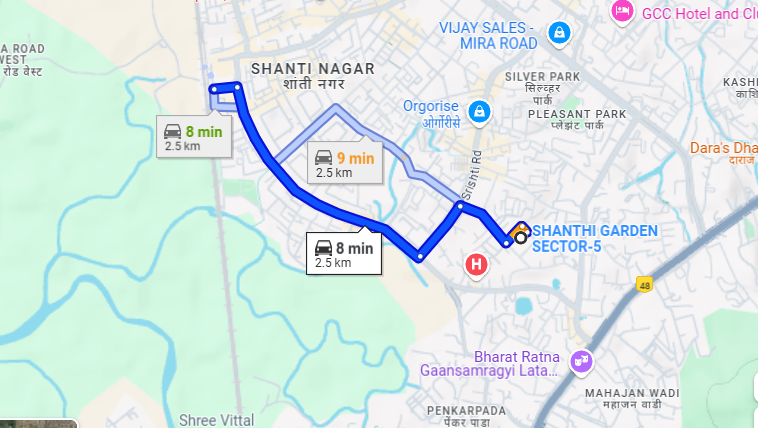 GCC Hotel and Clu
VIJAY SALES -
MIRA ROAD
A ROAD
WEST
रोड वेस्ट
SHANTI NAGAR
शांती नगर
SILVER PARK
सिल्व्हर
पार्क
KASH
काशि
Orgorise
ओर्गोरीसे
PLEASANT PARK
प्लेझंट पार्क
8 min
2.5 km
Dara's Dha
दाराज
9 min
2.5 km
Srishti Rd
SHANTHI GARDEN
SECTOR-5
8 min
2.5 km
H
48
Bharat Ratna
Gaansamragyi Lata...
MAHAJAN WADI
महाजन वाडी
PENKARPADA
पेंकर पाडा
Shree Vittal